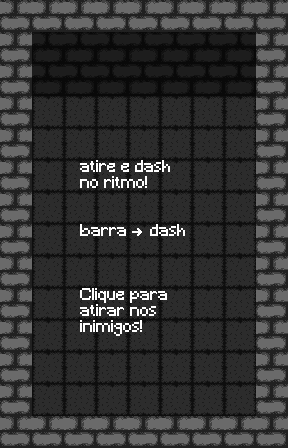 atire e dash
no ritmo!
barra → dash
Clique para
atirar nos
inimigos!